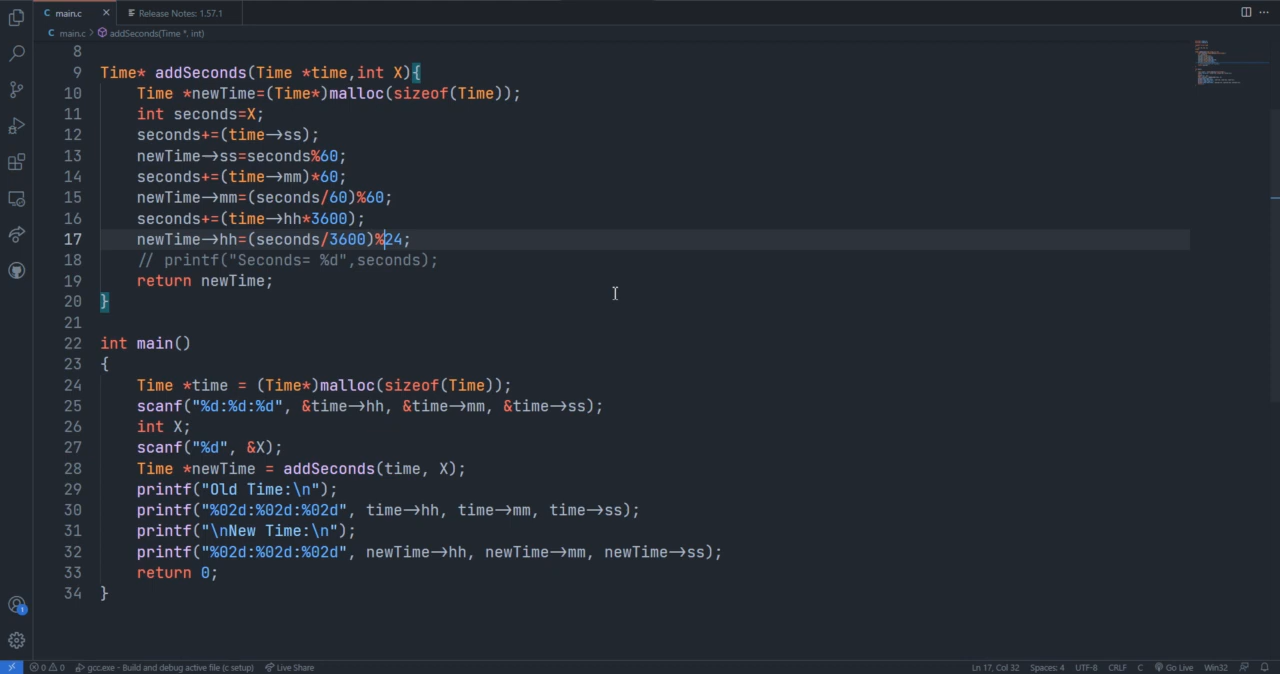 main.c
Release Notes: 1.57.1
main.c > addSeconds(Time *, int)
8
9 Time* addSeconds(Time *time,int X){
10 Time *newTime=(Time*)malloc(sizeof(Time));
11 int seconds=X;
12 seconds+=(time->ss);
13 newTime->ss=seconds%60;
14 seconds+=(time->mm)*60;
15 newTime->mm=(seconds/60)%60;
16 seconds+=(time->hh*3600);
17 newTime->hh=(seconds/3600)%24;
18 // printf("Seconds= %d",seconds);
19 return newTime;
20 }
21
22 int main()
23 {
24 Time *time = (Time*)malloc(sizeof(Time));
25 scanf("%d:%d:%d", &time->hh, &time->mm, &time->ss);
26 int X;
27 scanf("%d", &X);
28 Time *newTime = addSeconds(time, X);
29 printf("Old Time:\n");
30 printf("%02d:%02d:%02d", time->hh, time->mm, time->ss);
31 printf("\nNew Time:\n");
32 printf("%02d:%02d:%02d", newTime->hh, newTime->mm, newTime->ss);
33 return 0;
34 }
1
0 0 gcc.exe - Build and debug active file (c setup) Live Share Ln 17, Col 32 Spaces: 4 UTF-8 CRLF C Go Live Win32